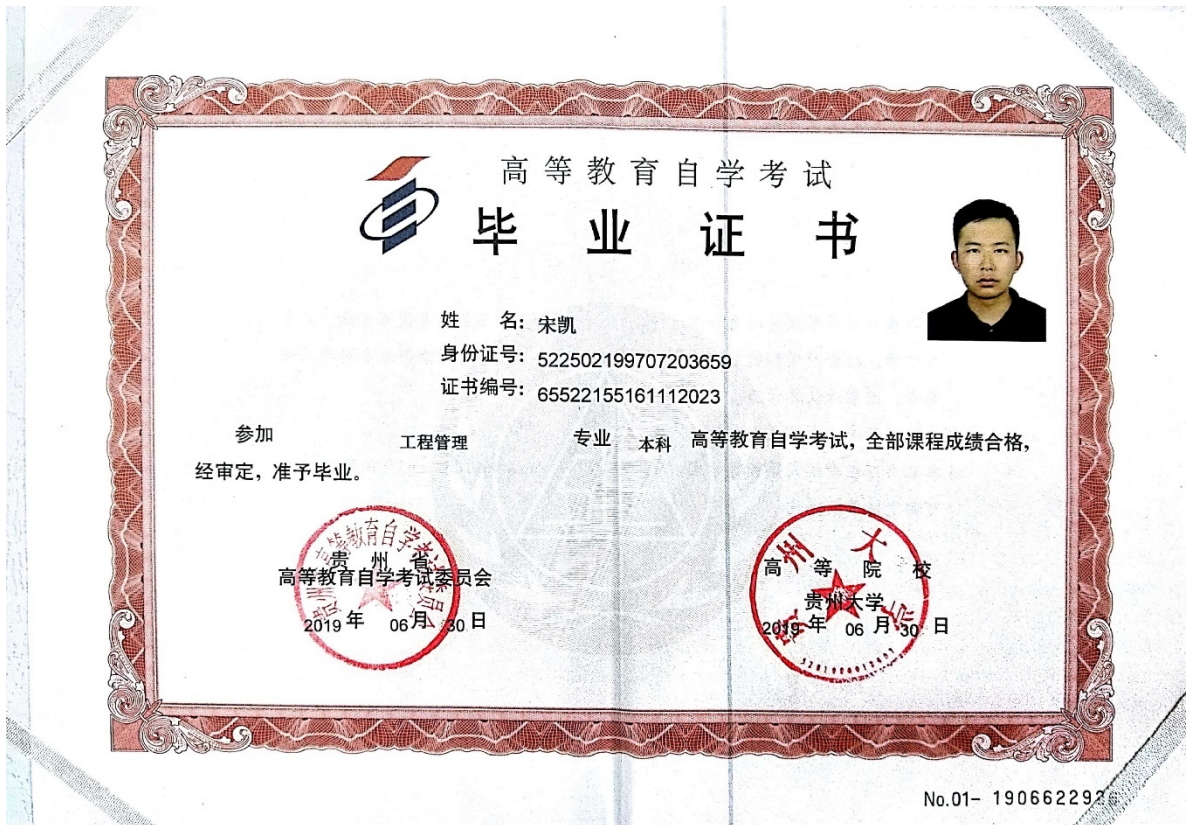 高等教育自学考试
毕业证书
姓 名: 宋凯
身份证号: 522502199707203659
证书编号: 65522155161112023
参加 工程管理 专业 本科 高等教育自学考试，全部课程成绩合格，
经审定，准予毕业。
贵州省
高等教育自学考试委员会
2019 年 06 月 30 日
高等院校
贵州大学
2019 年 06 月 30 日
贵州大学
No.01- 190662292